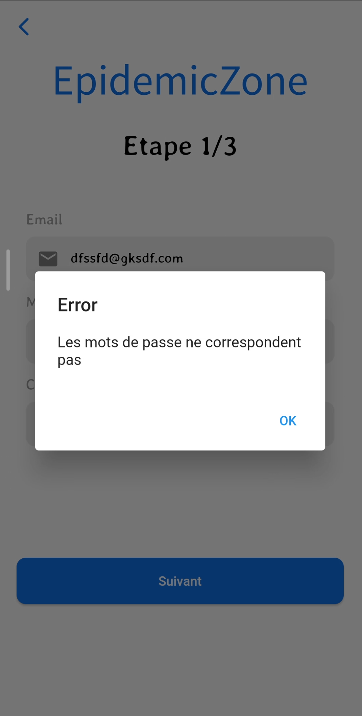 EpidemicZone
Etape 1/3
Email
dfssfd@gksdf.com
M
Error
Les mots de passe ne correspondent
pas
C
OK
Suivant